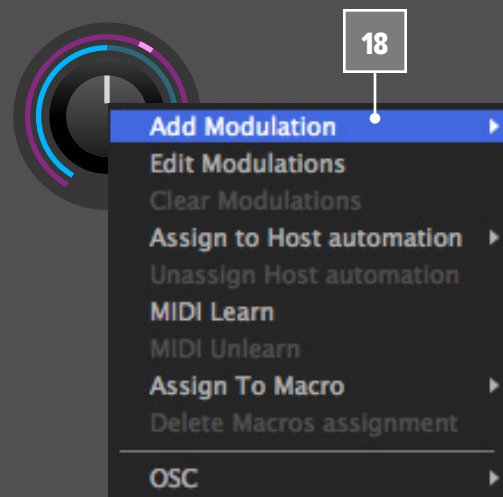 18
Add Modulation
Edit Modulations
Clear Modulations
Assign to Host automation
Unassign Host automation
MIDI Learn
MIDI Unlearn
Assign To Macro
Delete Macros assignment
OSC